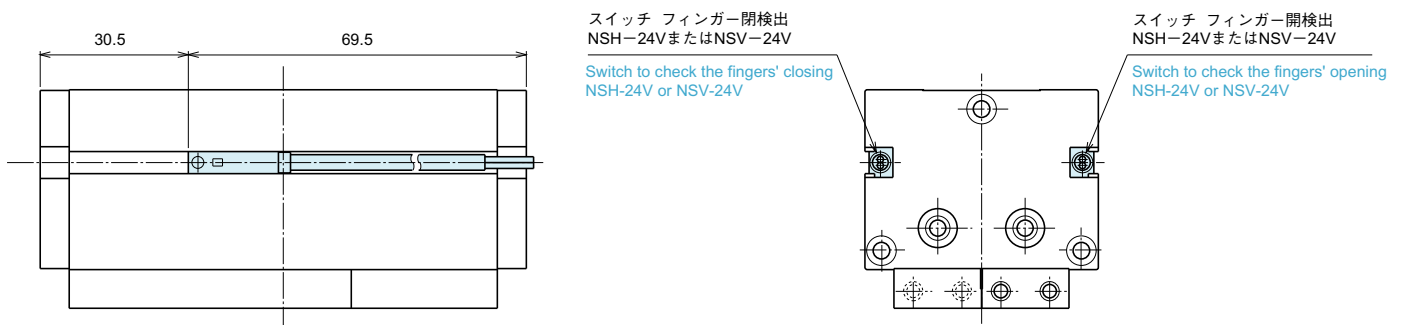 30.5
69.5
スイッチ フィンガー閉検出
NSH－24VまたはNSV－24V
Switch to check the fingers' closing
NSH-24V or NSV-24V
スイッチ フィンガー開検出
NSH－24VまたはNSV－24V
Switch to check the fingers' opening
NSH-24V or NSV-24V